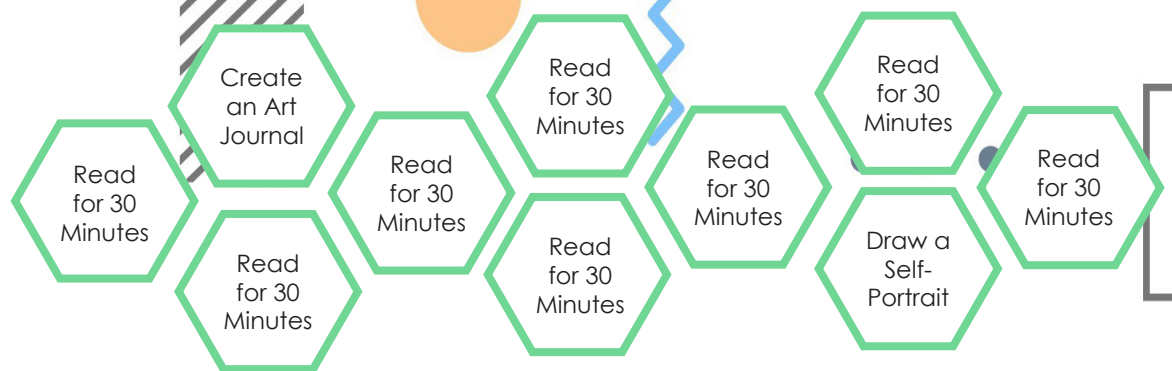 Read
for 30
Minutes
Create
an Art
Journal
Read
for 30
Minutes
Read
for 30
Minutes
Read
for 30
Minutes
Read
for 30
Minutes
Read
for 30
Minutes
Read
for 30
Minutes
Draw a
Self-
Portrait
Read
for 30
Minutes